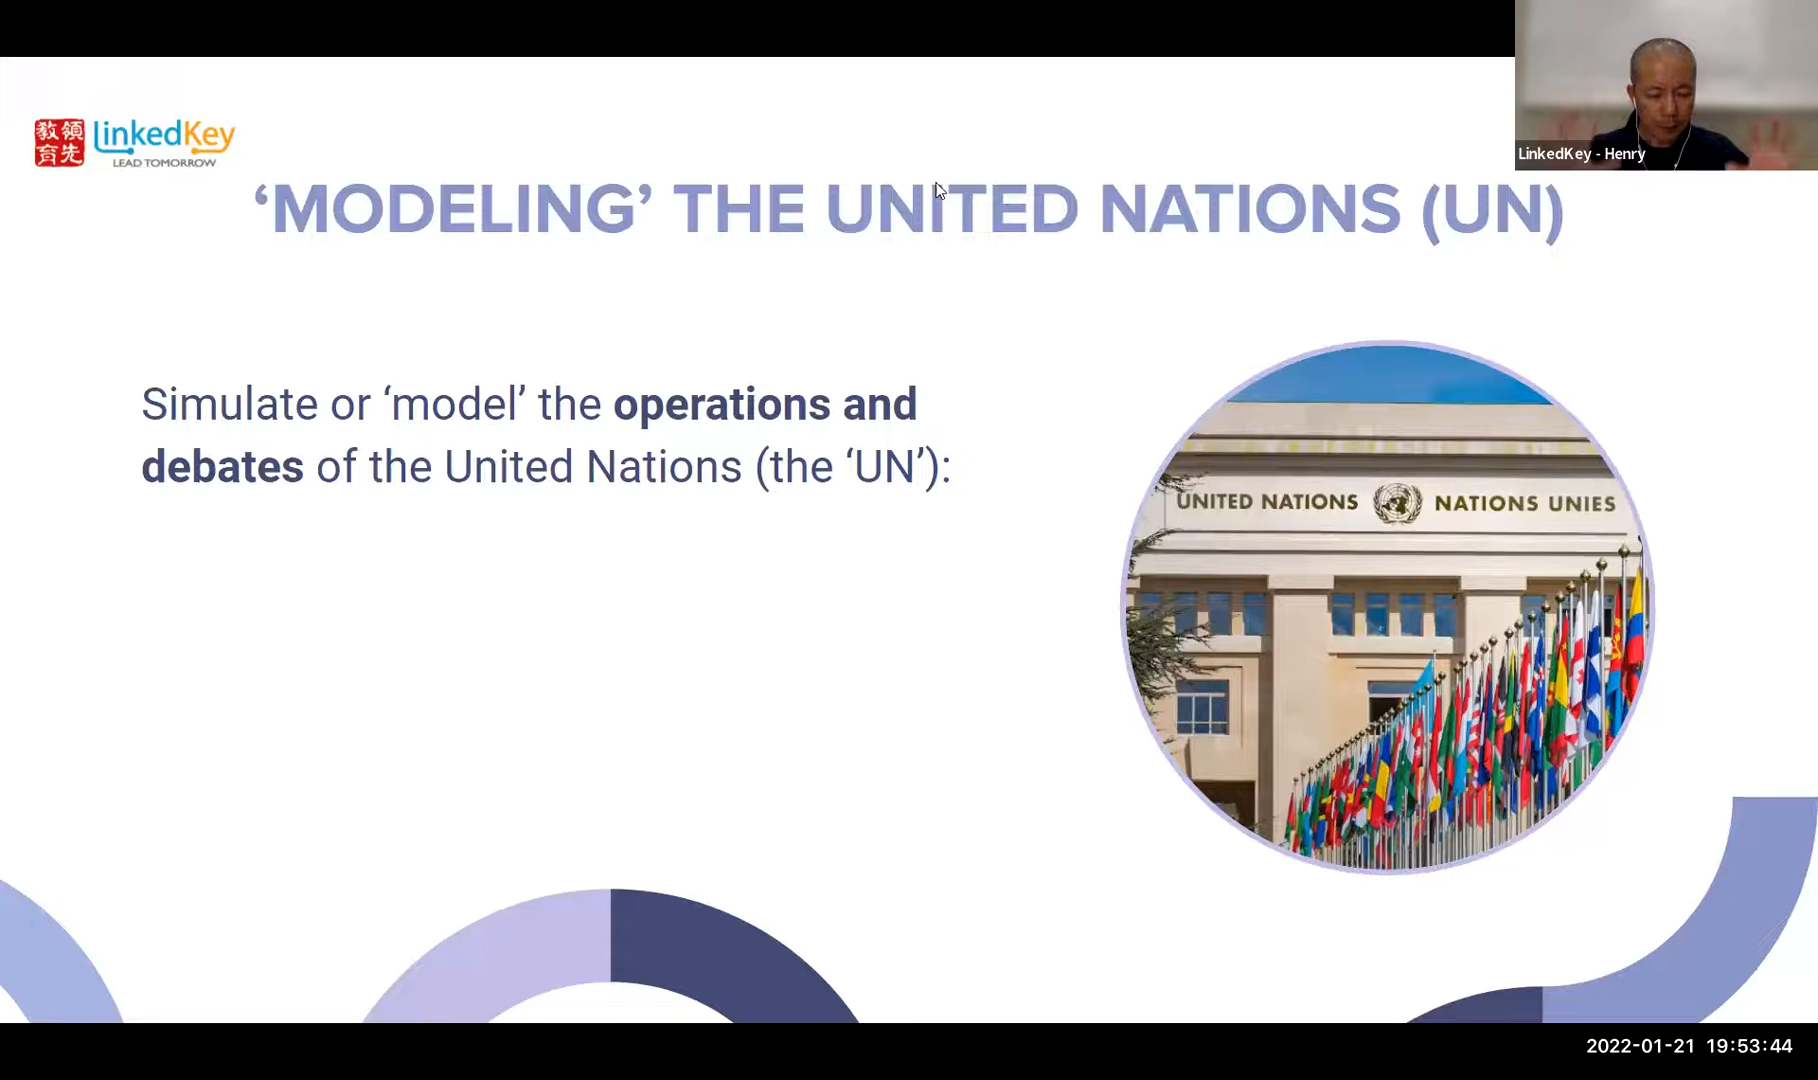 教領
育先
LinkedKey
LEAD TOMORROW
LinkedKey - Henry
‘MODELING’ THE UNITED NATIONS (UN)
Simulate or ‘model’ the operations and
debates of the United Nations (the ‘UN’):
UNITED NATIONS NATIONS UNIES
2022-01-21 19:53:44